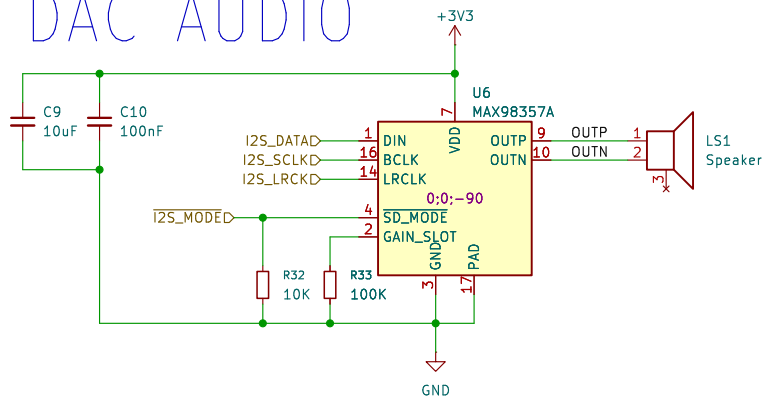 DAC AUDIO
+3V3
C9
10uF
C10
100nF
U6
MAX98357A
7
VDD
I2S_DATA
1
DIN
I2S_SCLK
16
BCLK
I2S_LRCK
14
LRCLK
OUTP
9
OUTP
1
OUTN
10
OUTN
2
3
LS1
Speaker
0;0;-90
I2S_MODE
4
SD_MODE
2
GAIN_SLOT
GND
PAD
3
17
R32
10K
R33
100K
GND